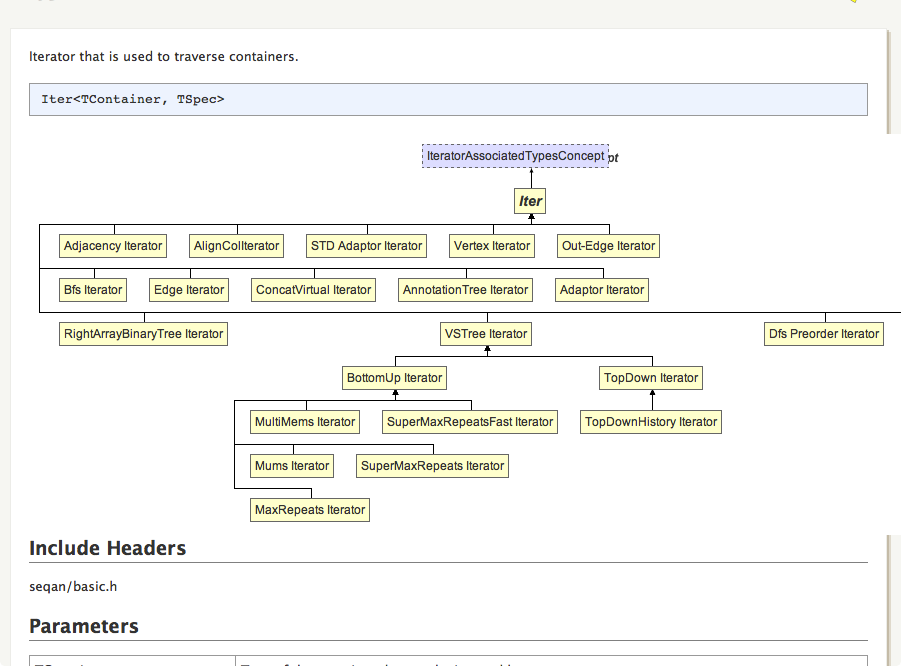 Iterator that is used to traverse containers.
Iter<TContainer, TSpec>
IteratorAssociatedTypesConcept pt
Iter
Adjacency Iterator AlignColIterator STD Adaptor Iterator Vertex Iterator Out-Edge Iterator
Bfs Iterator Edge Iterator ConcatVirtual Iterator AnnotationTree Iterator Adaptor Iterator
RightArrayBinaryTree Iterator VSTree Iterator Dfs Preorder Iterator
BottomUp Iterator TopDown Iterator
MultiMems Iterator SuperMaxRepeatsFast Iterator TopDownHistory Iterator
Mums Iterator SuperMaxRepeats Iterator
MaxRepeats Iterator
Include Headers
seqan/basic.h
Parameters